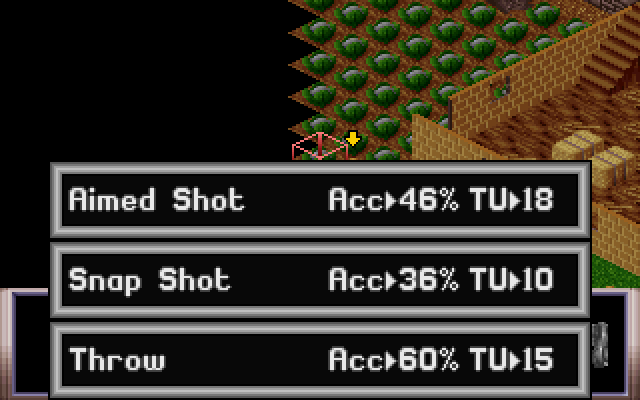 Aimed Shot Acc▸46% TU▸18
Snap Shot Acc▸36% TU▸10
Throw Acc▸60% TU▸15